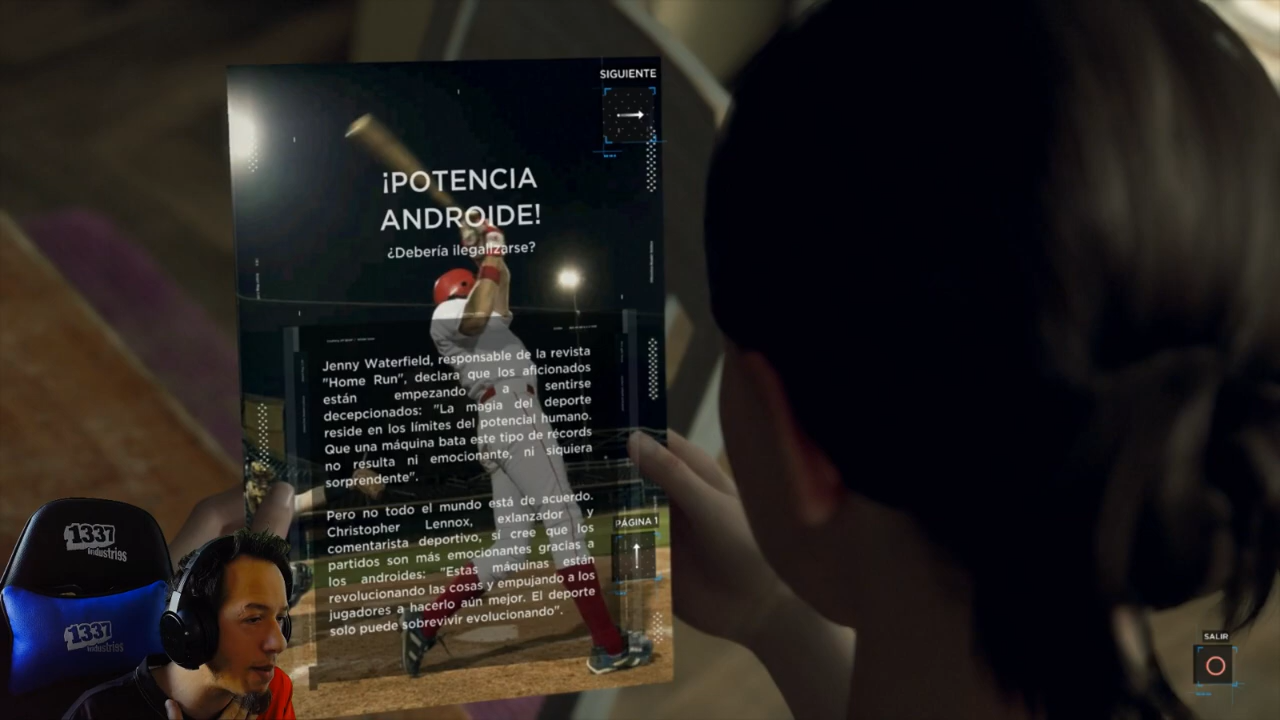 SIGUIENTE
¡POTENCIA
ANDROIDE!
¿Debería ilegalizarse?
Jenny Waterfield, responsable de la revista
"Home Run", declara que los aficionados
están empezando a sentirse
decepcionados: "La magia del deporte
reside en los límites del potencial humano.
Que una máquina bata este tipo de récords
no resulta ni emocionante, ni siquiera
sorprendente".
Pero no todo el mundo está de acuerdo.
Christopher Lennox, exlanzador y
comentarista deportivo, sí cree que los
partidos son más emocionantes gracias a
los androides: "Estas máquinas están
revolucionando las cosas y empujando a los
jugadores a hacerlo aún mejor. El deporte
solo puede sobrevivir evolucionando".
PÁGINA 1
SALIR
1337
industries
1337
industries